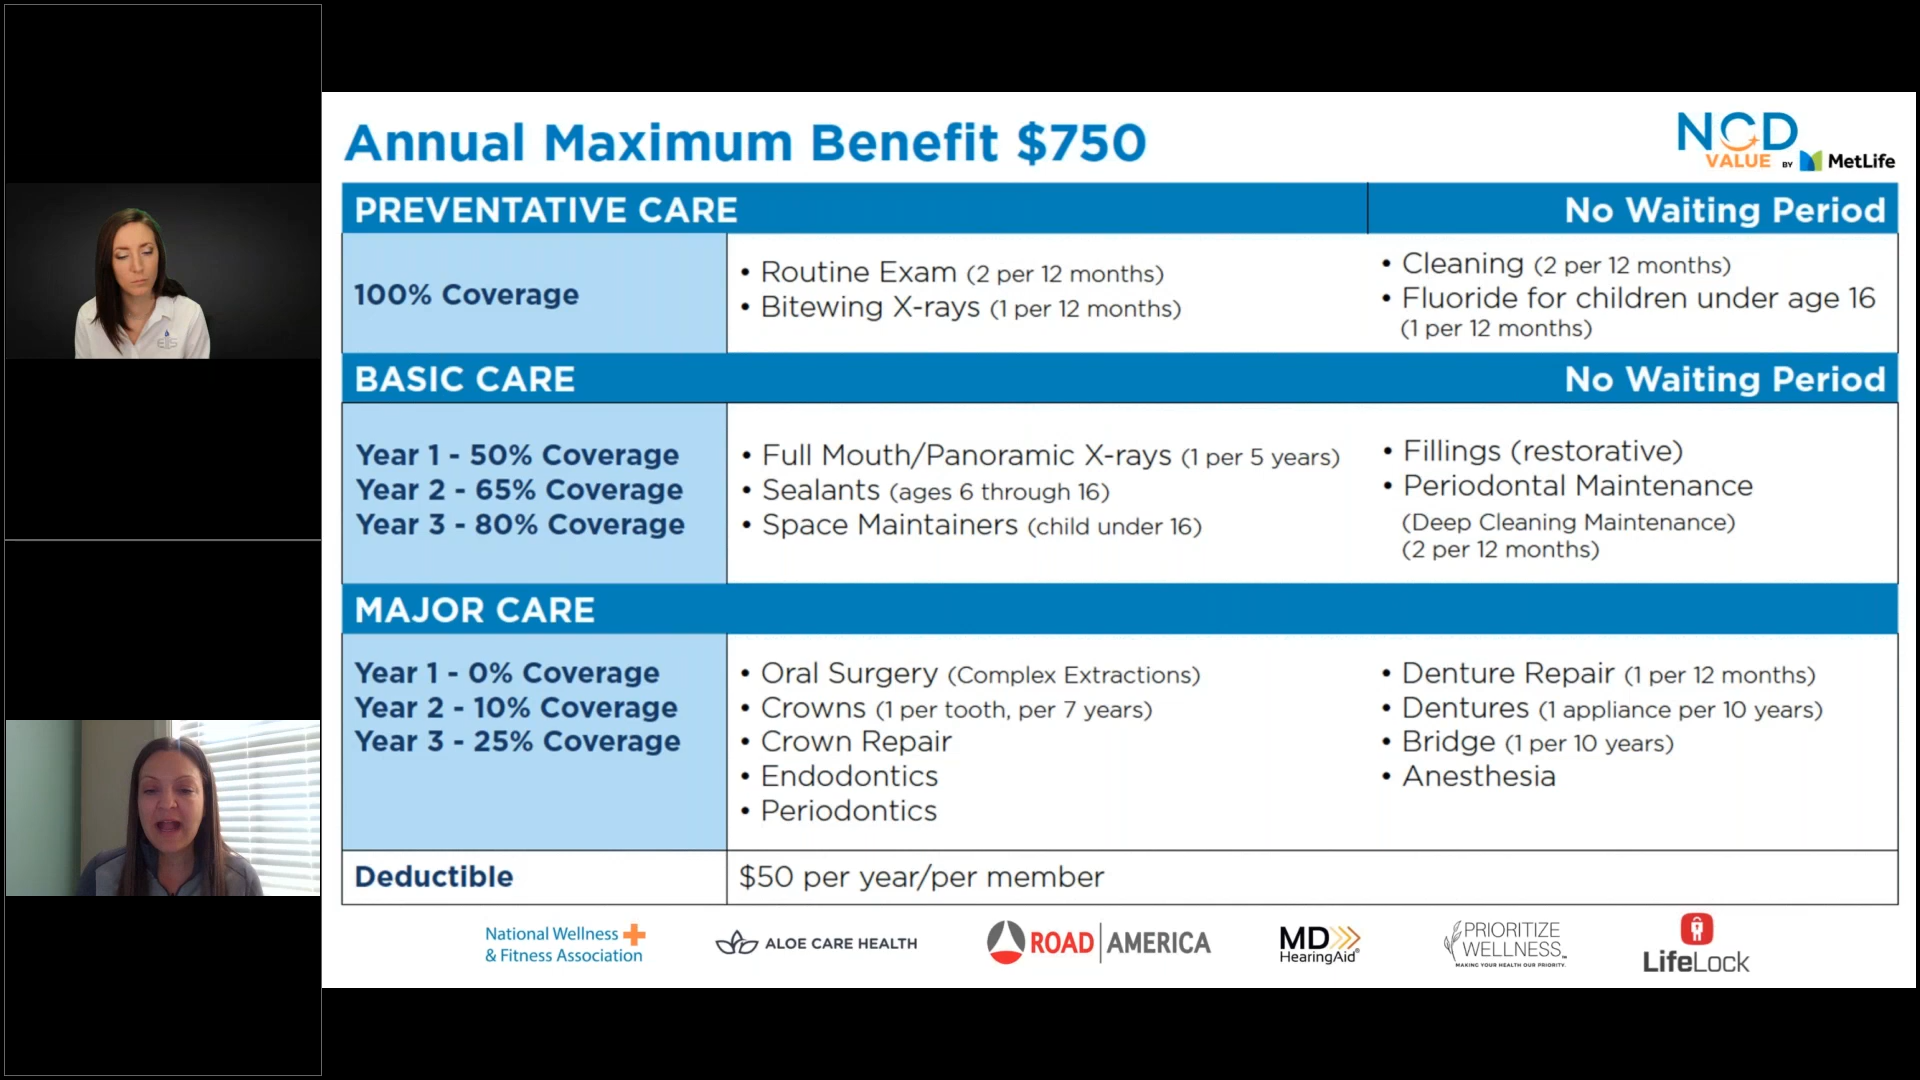 Annual Maximum Benefit $750
NCD
VALUE BY MetLife
PREVENTATIVE CARE
No Waiting Period
100% Coverage
• Routine Exam (2 per 12 months)
• Bitewing X-rays (1 per 12 months)
• Cleaning (2 per 12 months)
• Fluoride for children under age 16
(1 per 12 months)
BASIC CARE
No Waiting Period
Year 1 - 50% Coverage
Year 2 - 65% Coverage
Year 3 - 80% Coverage
• Full Mouth/Panoramic X-rays (1 per 5 years)
• Sealants (ages 6 through 16)
• Space Maintainers (child under 16)
• Fillings (restorative)
• Periodontal Maintenance
(Deep Cleaning Maintenance)
(2 per 12 months)
MAJOR CARE
Year 1 - 0% Coverage
Year 2 - 10% Coverage
Year 3 - 25% Coverage
• Oral Surgery (Complex Extractions)
• Crowns (1 per tooth, per 7 years)
• Crown Repair
• Endodontics
• Periodontics
• Denture Repair (1 per 12 months)
• Dentures (1 appliance per 10 years)
• Bridge (1 per 10 years)
• Anesthesia
Deductible
$50 per year/per member
National Wellness
& Fitness Association
ALOE CARE HEALTH
ROAD AMERICA
MD
HearingAid®
PRIORITIZE
WELLNESS™
MAKING YOUR HEALTH OUR PRIORITY.
LifeLock